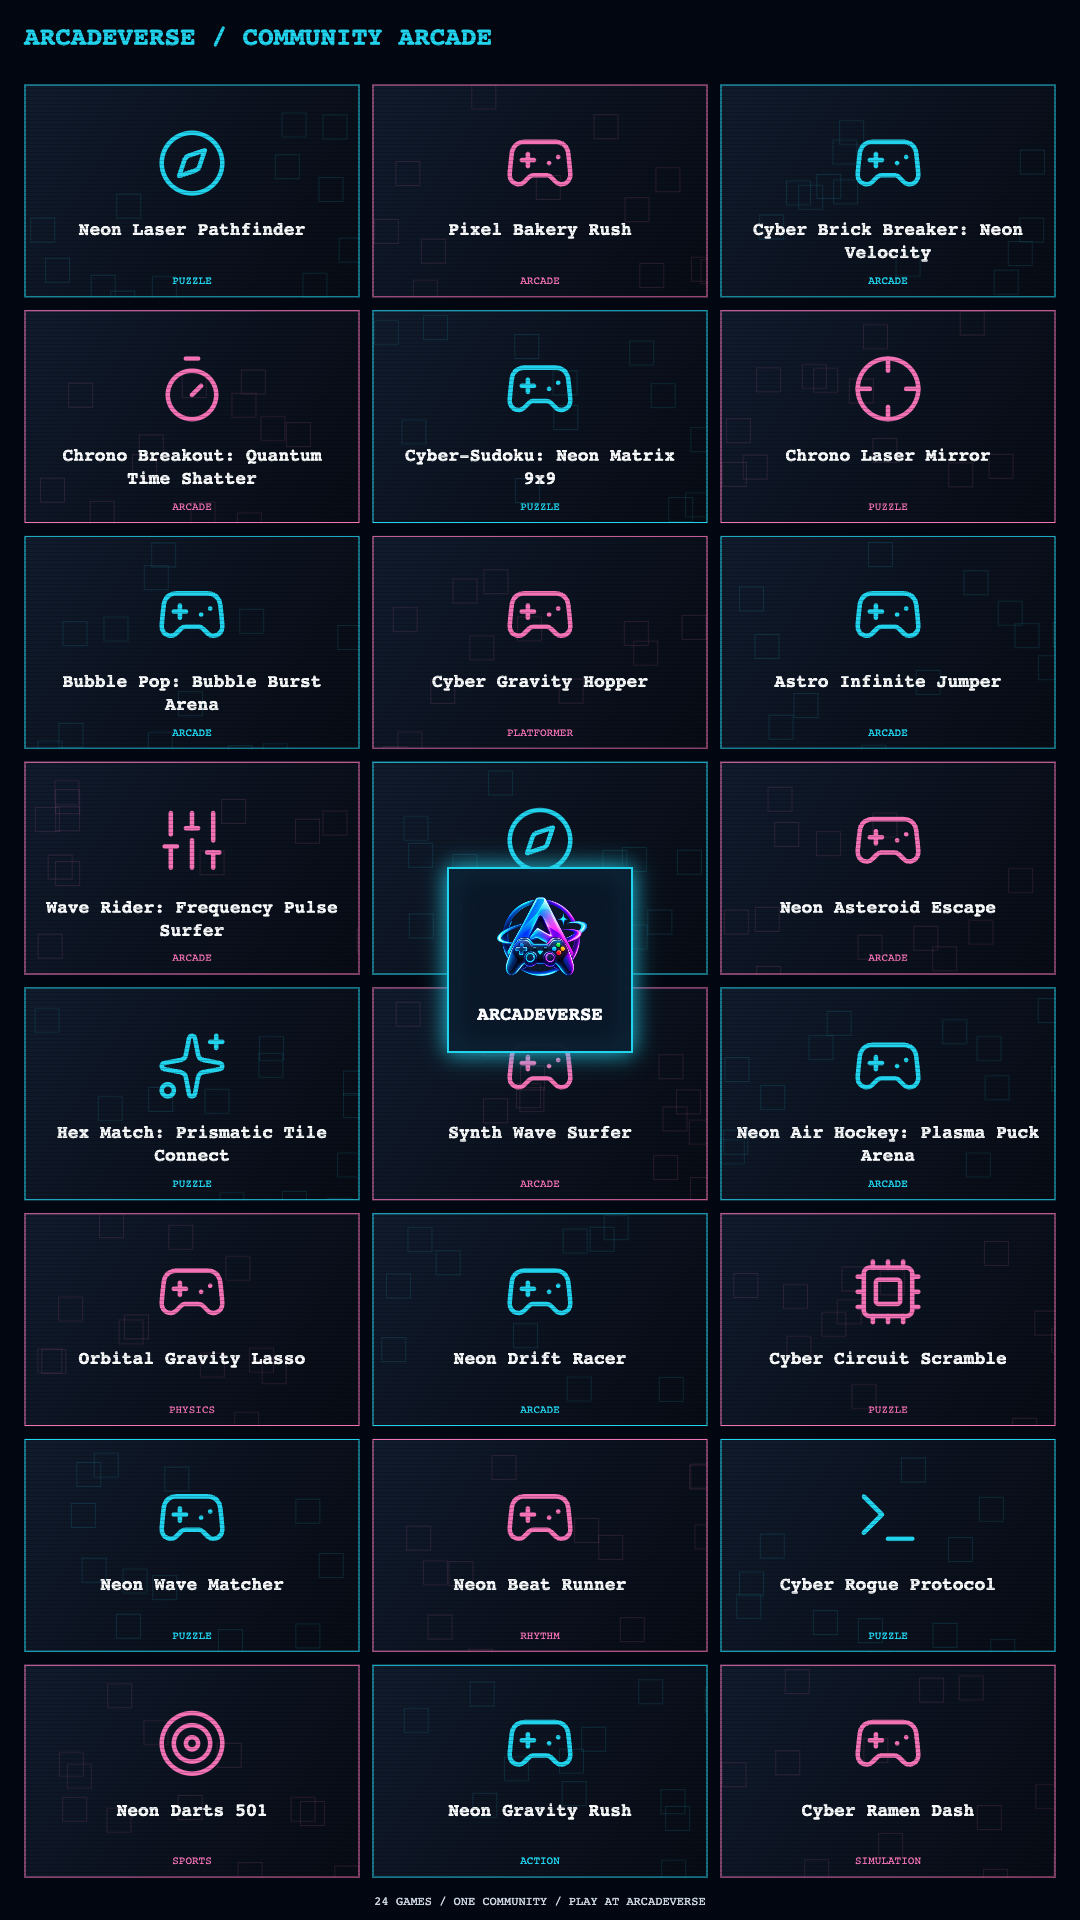 ARCADEVERSE / COMMUNITY ARCADE
Neon Laser Pathfinder
PUZZLE
Pixel Bakery Rush
ARCADE
Cyber Brick Breaker: Neon
Velocity
ARCADE
Chrono Breakout: Quantum
Time Shatter
ARCADE
Cyber-Sudoku: Neon Matrix
9x9
PUZZLE
Chrono Laser Mirror
PUZZLE
Bubble Pop: Bubble Burst
Arena
ARCADE
Cyber Gravity Hopper
PLATFORMER
Astro Infinite Jumper
ARCADE
Wave Rider: Frequency Pulse
Surfer
ARCADE
ARCADEVERSE
Neon Asteroid Escape
ARCADE
Hex Match: Prismatic Tile
Connect
PUZZLE
Synth Wave Surfer
ARCADE
Neon Air Hockey: Plasma Puck
Arena
ARCADE
Orbital Gravity Lasso
PHYSICS
Neon Drift Racer
ARCADE
Cyber Circuit Scramble
PUZZLE
Neon Wave Matcher
PUZZLE
Neon Beat Runner
RHYTHM
Cyber Rogue Protocol
PUZZLE
Neon Darts 501
SPORTS
Neon Gravity Rush
ACTION
Cyber Ramen Dash
SIMULATION
24 GAMES / ONE COMMUNITY / PLAY AT ARCADEVERSE